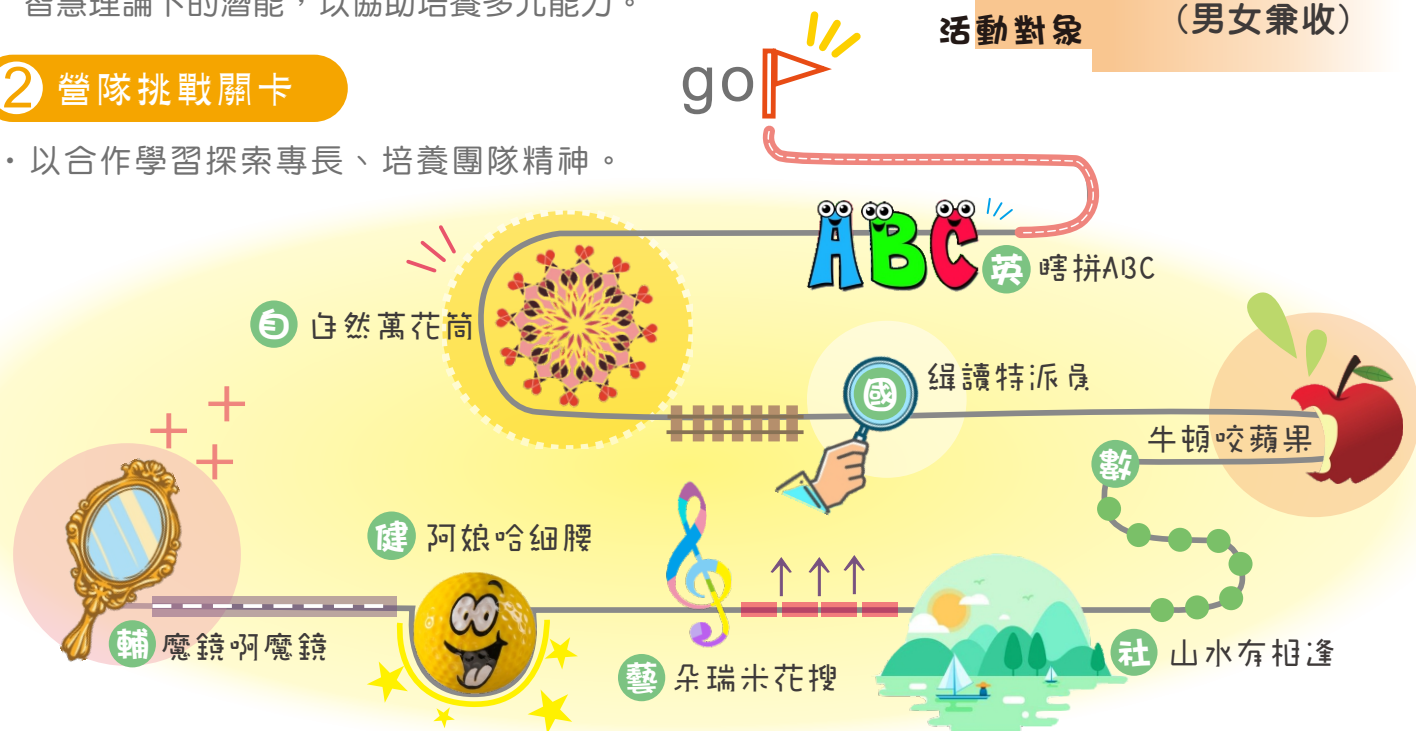 智慧理論下的潛能，以協助培養多元能力。
活動對象
（男女兼收）
2 營隊挑戰關卡
go
・以合作學習探索專長、培養團隊精神。
ABC
英 瞎拼ABC
自 自然萬花筒
國 緝讀特派員
數 牛頓咬蘋果
健 阿娘哈細腰
輔 魔鏡啊魔鏡
藝 朵瑞米花搜
社 山水有相逢